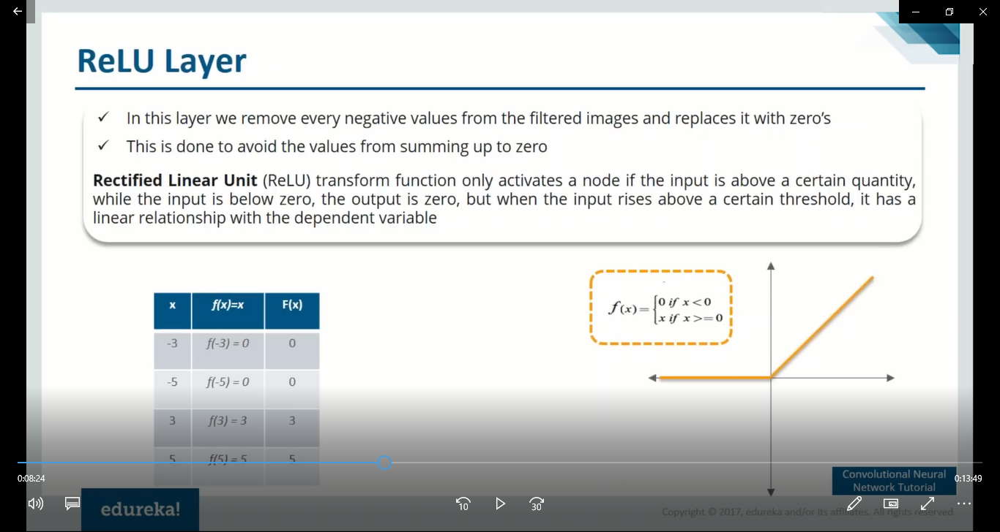 ReLU Layer
✓ In this layer we remove every negative values from the filtered images and replaces it with zero's
✓ This is done to avoid the values from summing up to zero
Rectified Linear Unit (ReLU) transform function only activates a node if the input is above a certain quantity,
while the input is below zero, the output is zero, but when the input rises above a certain threshold, it has a
linear relationship with the dependent variable
x f(x)=x F(x)
-3 f(-3) = 0 0
-5 f(-5) = 0 0
3 f(3) = 3 3
5 f(5) = 5 5
f(x)={0 if x<0
x if x>=0
0:08:24
0:13:49
Convolutional Neural
Network Tutorial
edureka!
10
30
Copyright © 2017, edureka and/or its affiliates. All rights reserved.